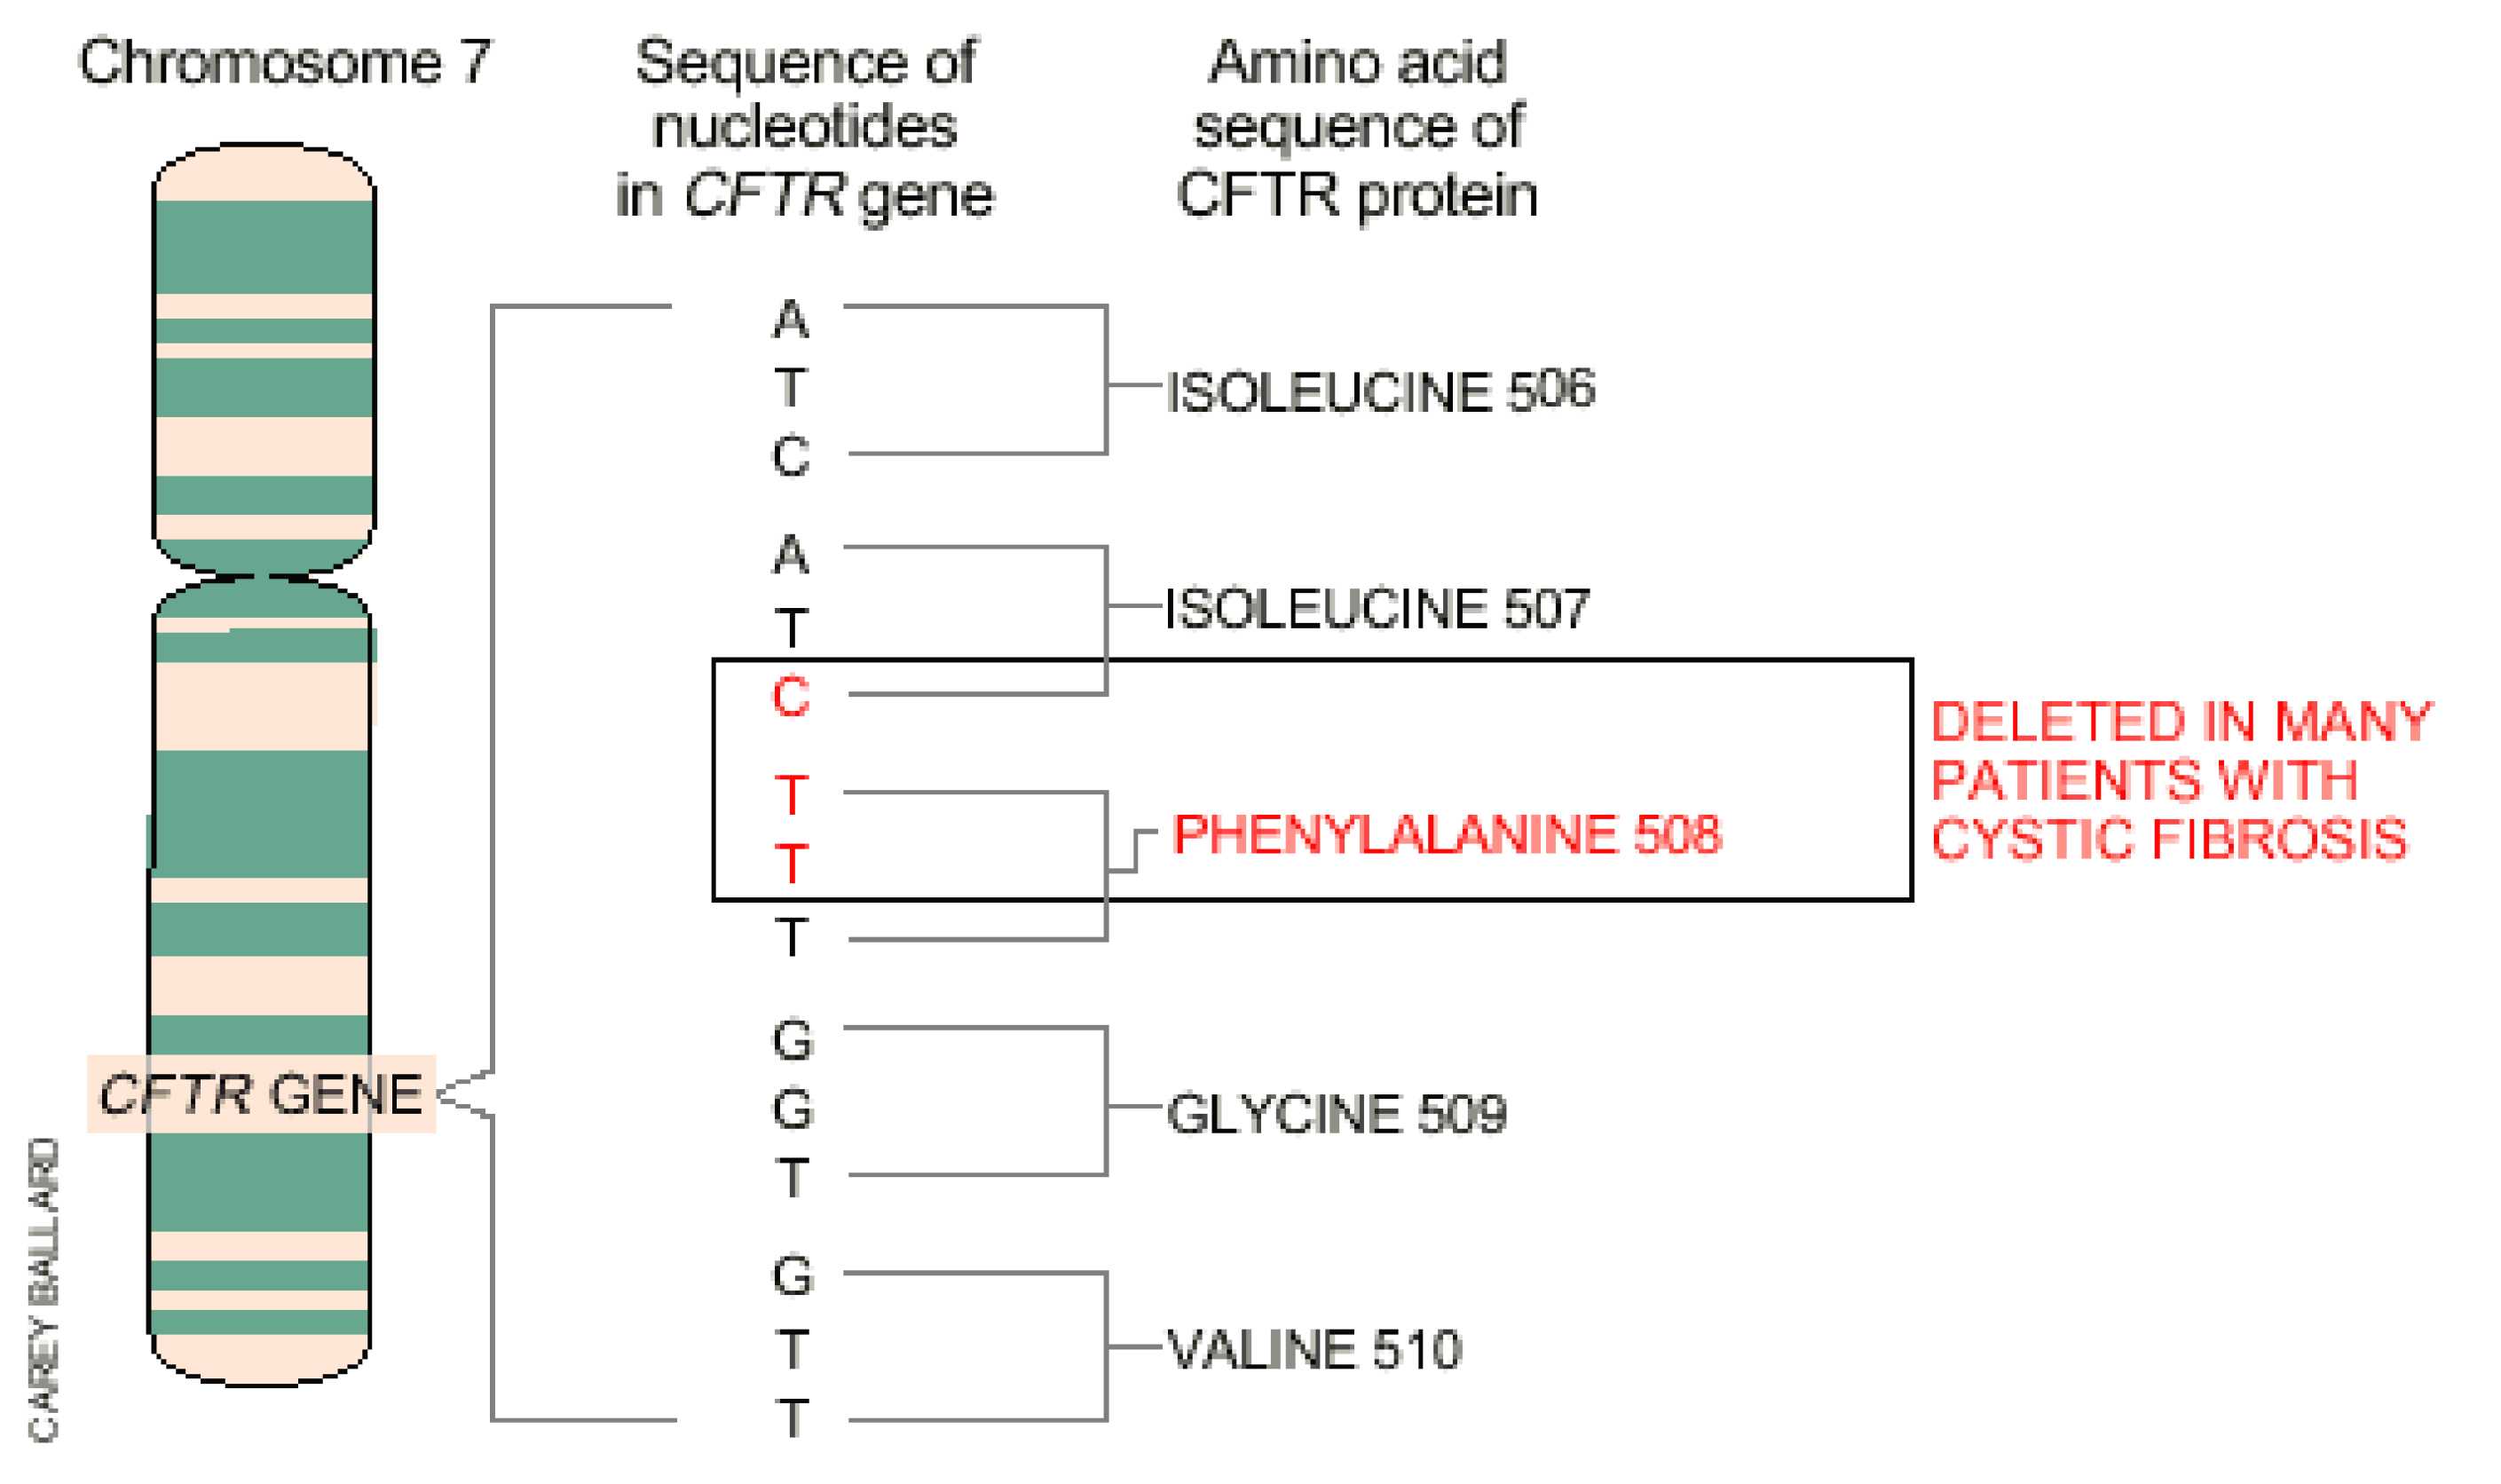 Chromosome 7
Sequence of
nucleotides
in CFTR gene
Amino acid
sequence of
CFTR protein
A
T
C
ISOLEUCINE 506
A
T
C
ISOLEUCINE 507
T
T
T
PHENYLALANINE 508
DELETED IN MANY
PATIENTS WITH
CYSTIC FIBROSIS
G
G
T
GLYCINE 509
G
T
T
VALINE 510
CFTR GENE
CAREY BALLARD